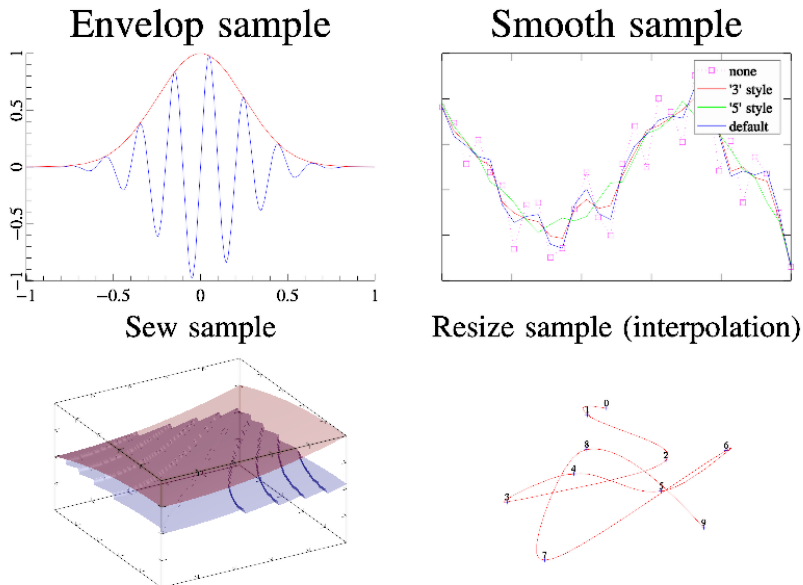 Envelop sample
Smooth sample
1
0.5
0
−0.5
−1
−1 −0.5 0 0.5 1
none
'3' style
'5' style
default
Sew sample
Resize sample (interpolation)
0
1
8
2
6
4
5
3
9
7